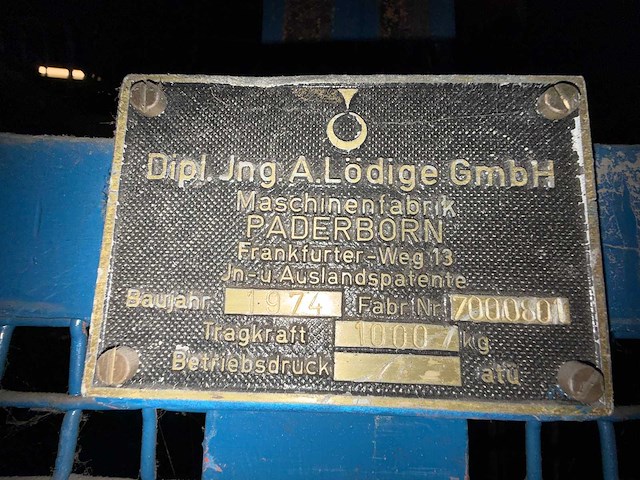 Dipl. Jng A. Lödige GmbH
Maschinenfabrik
PADERBORN
Frankfurter-Weg 13
Jn-u Auslandspatente
Baujahr 1974 Fabr. Nr.
Tragkraft 1000 kg
Betriebsdruck atü